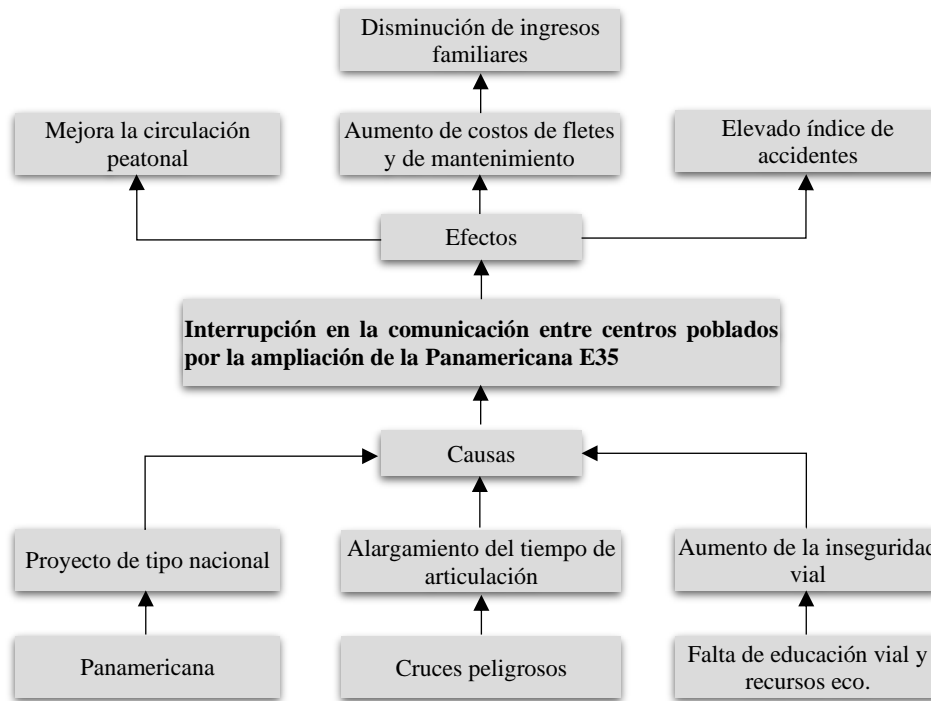 Disminución de ingresos
familiares
Mejora la circulación
peatonal
Aumento de costos de fletes
y de mantenimiento
Elevado índice de
accidentes
Efectos
Interrupción en la comunicación entre centros poblados
por la ampliación de la Panamericana E35
Causas
Proyecto de tipo nacional
Alargamiento del tiempo de
articulación
Aumento de la inseguridad
vial
Panamericana
Cruces peligrosos
Falta de educación vial y
recursos eco.